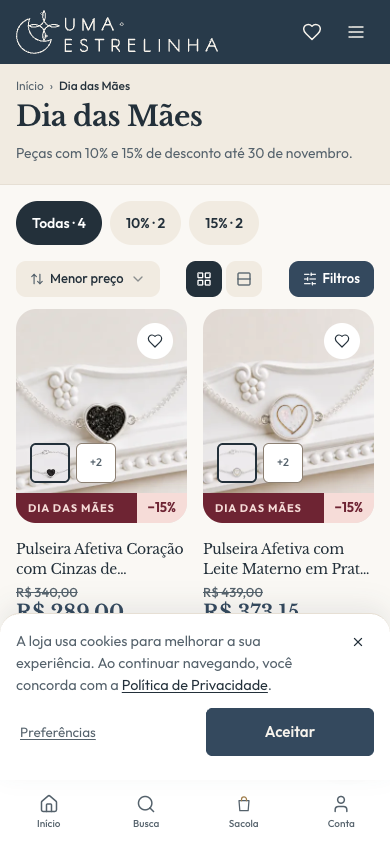 UMA
ESTRELINHA
Início › Dia das Mães
Dia das Mães
Peças com 10% e 15% de desconto até 30 de novembro.
Todas · 4
10% · 2
15% · 2
Menor preço
Filtros
+2
+2
DIA DAS MÃES
−15%
DIA DAS MÃES
−15%
Pulseira Afetiva Coração
com Cinzas de...
R$ 340,00
R$ 289,00
Pulseira Afetiva com
Leite Materno em Prat...
R$ 439,00
R$ 373,15
A loja usa cookies para melhorar a sua
experiência. Ao continuar navegando, você
concorda com a Política de Privacidade.
Preferências
Aceitar
Início
Busca
Sacola
Conta